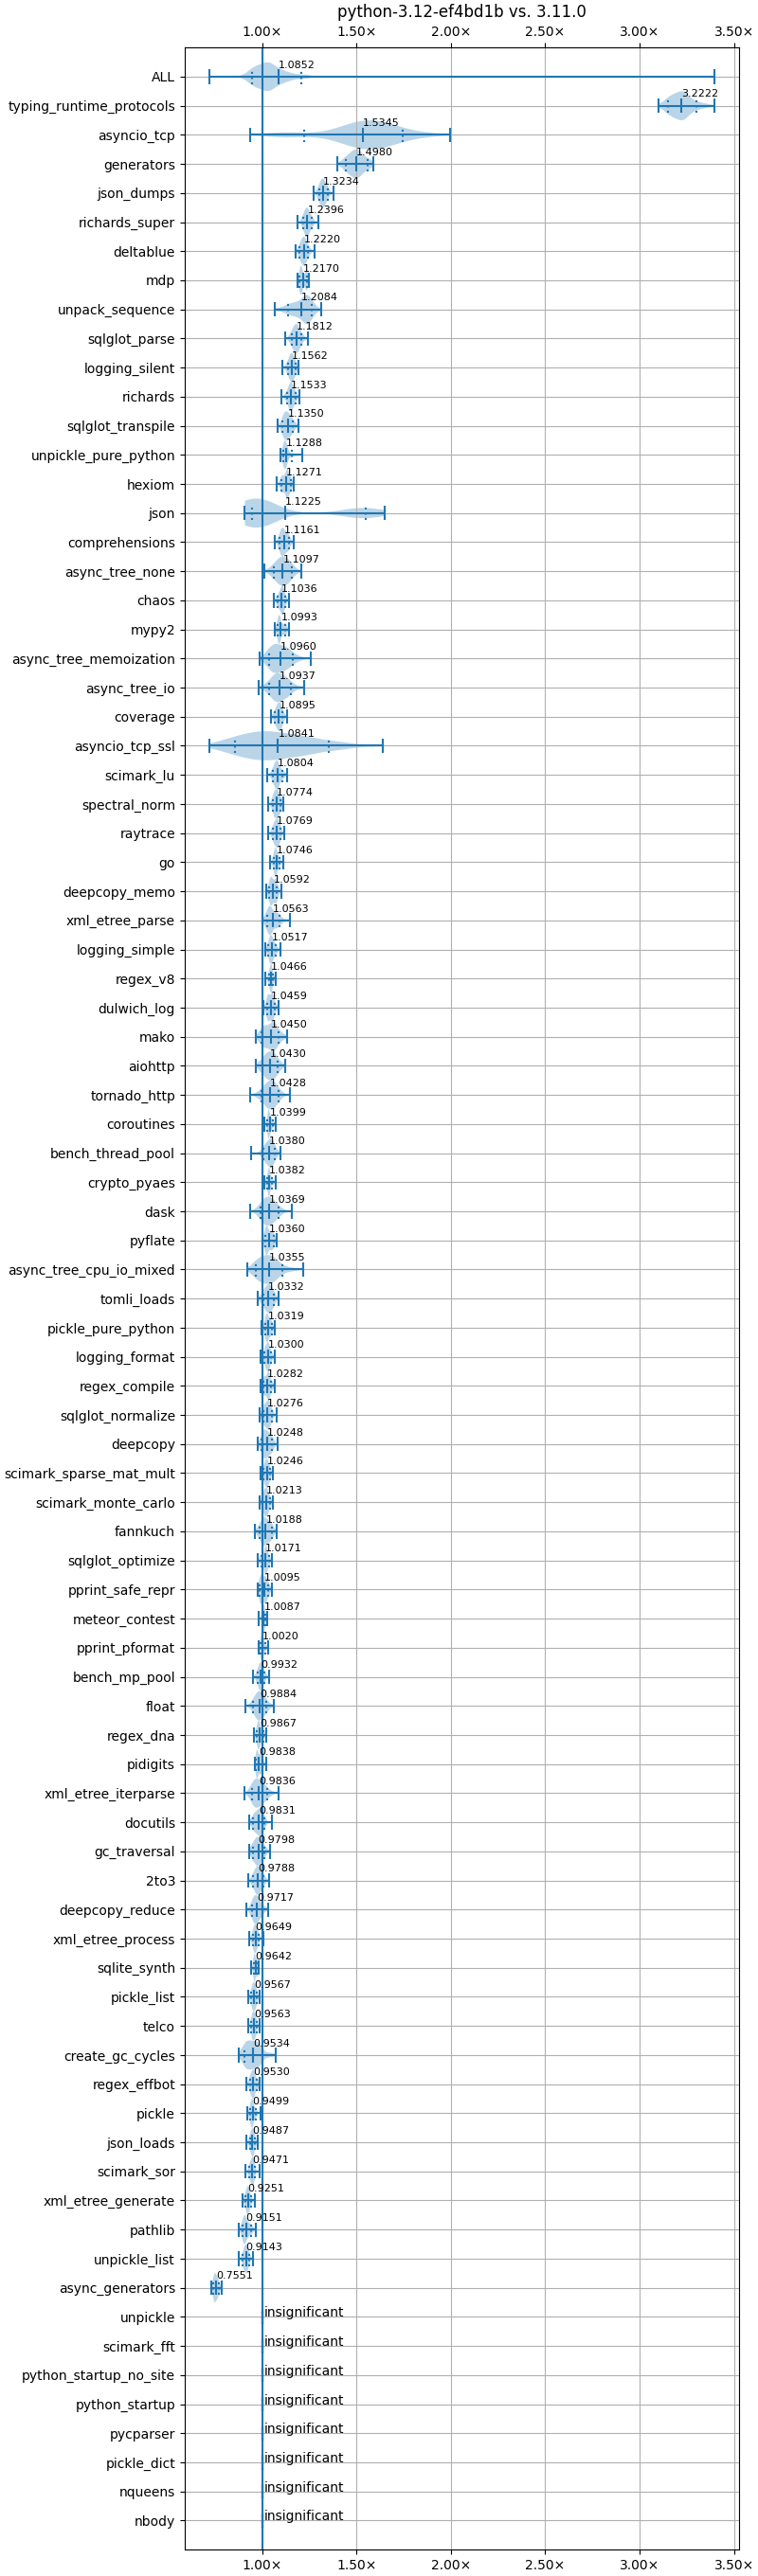 python-3.12-ef4bd1b vs. 3.11.0
1.00× 1.50× 2.00× 2.50× 3.00× 3.50×
ALL 1.0852
typing_runtime_protocols 3.2222
asyncio_tcp 1.5345
generators 1.4980
json_dumps 1.3234
richards_super 1.2396
deltablue 1.2220
mdp 1.2170
unpack_sequence 1.2084
sqlglot_parse 1.1812
logging_silent 1.1562
richards 1.1533
sqlglot_transpile 1.1350
unpickle_pure_python 1.1288
hexiom 1.1271
json 1.1225
comprehensions 1.1161
async_tree_none 1.1097
chaos 1.1036
mypy2 1.0993
async_tree_memoization 1.0960
async_tree_io 1.0937
coverage 1.0895
asyncio_tcp_ssl 1.0841
scimark_lu 1.0804
spectral_norm 1.0774
raytrace 1.0769
go 1.0746
deepcopy_memo 1.0592
xml_etree_parse 1.0563
logging_simple 1.0517
regex_v8 1.0466
dulwich_log 1.0459
mako 1.0450
aiohttp 1.0430
tornado_http 1.0428
coroutines 1.0399
bench_thread_pool 1.0380
crypto_pyaes 1.0382
dask 1.0369
pyflate 1.0360
async_tree_cpu_io_mixed 1.0355
tomli_loads 1.0332
pickle_pure_python 1.0319
logging_format 1.0300
regex_compile 1.0282
sqlglot_normalize 1.0276
deepcopy 1.0248
scimark_sparse_mat_mult 1.0246
scimark_monte_carlo 1.0213
fannkuch 1.0188
sqlglot_optimize 1.0171
pprint_safe_repr 1.0095
meteor_contest 1.0087
pprint_pformat 1.0020
bench_mp_pool 0.9932
float 0.9884
regex_dna 0.9867
pidigits 0.9838
xml_etree_iterparse 0.9836
docutils 0.9831
gc_traversal 0.9798
2to3 0.9788
deepcopy_reduce 0.9717
xml_etree_process 0.9649
sqlite_synth 0.9642
pickle_list 0.9567
telco 0.9563
create_gc_cycles 0.9534
regex_effbot 0.9530
pickle 0.9499
json_loads 0.9487
scimark_sor 0.9471
xml_etree_generate 0.9251
pathlib 0.9151
unpickle_list 0.9143
async_generators 0.7551
unpickle insignificant
scimark_fft insignificant
python_startup_no_site insignificant
python_startup insignificant
pycparser insignificant
pickle_dict insignificant
nqueens insignificant
nbody insignificant
1.00× 1.50× 2.00× 2.50× 3.00× 3.50×